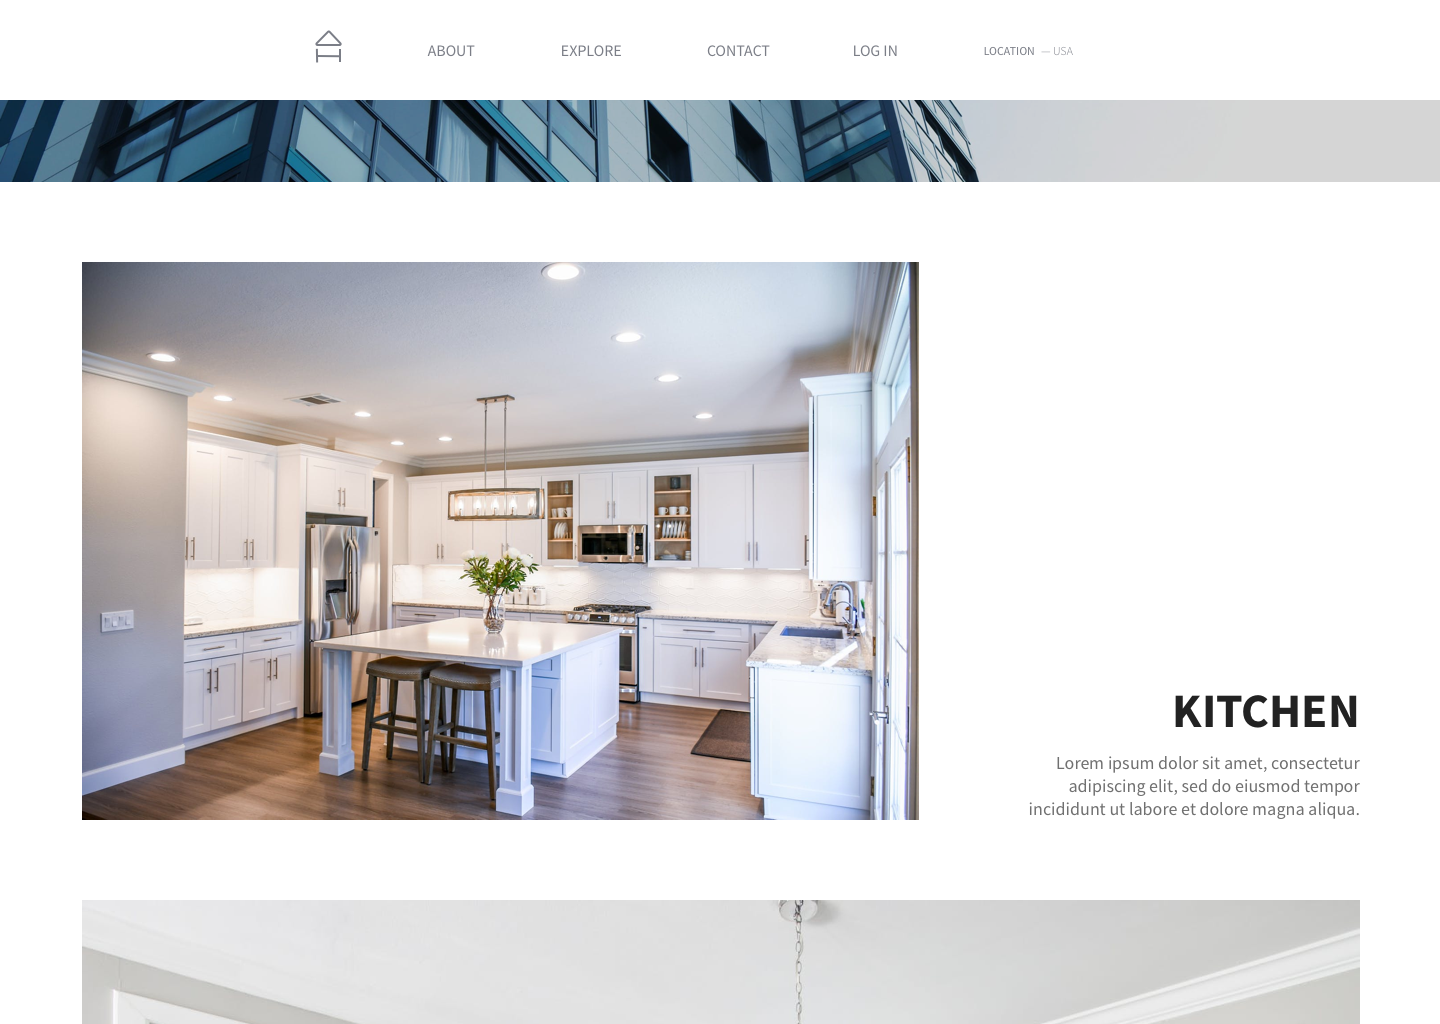 ABOUT
EXPLORE
CONTACT
LOG IN
LOCATION — USA
KITCHEN
Lorem ipsum dolor sit amet, consectetur
adipiscing elit, sed do eiusmod tempor
incididunt ut labore et dolore magna aliqua.